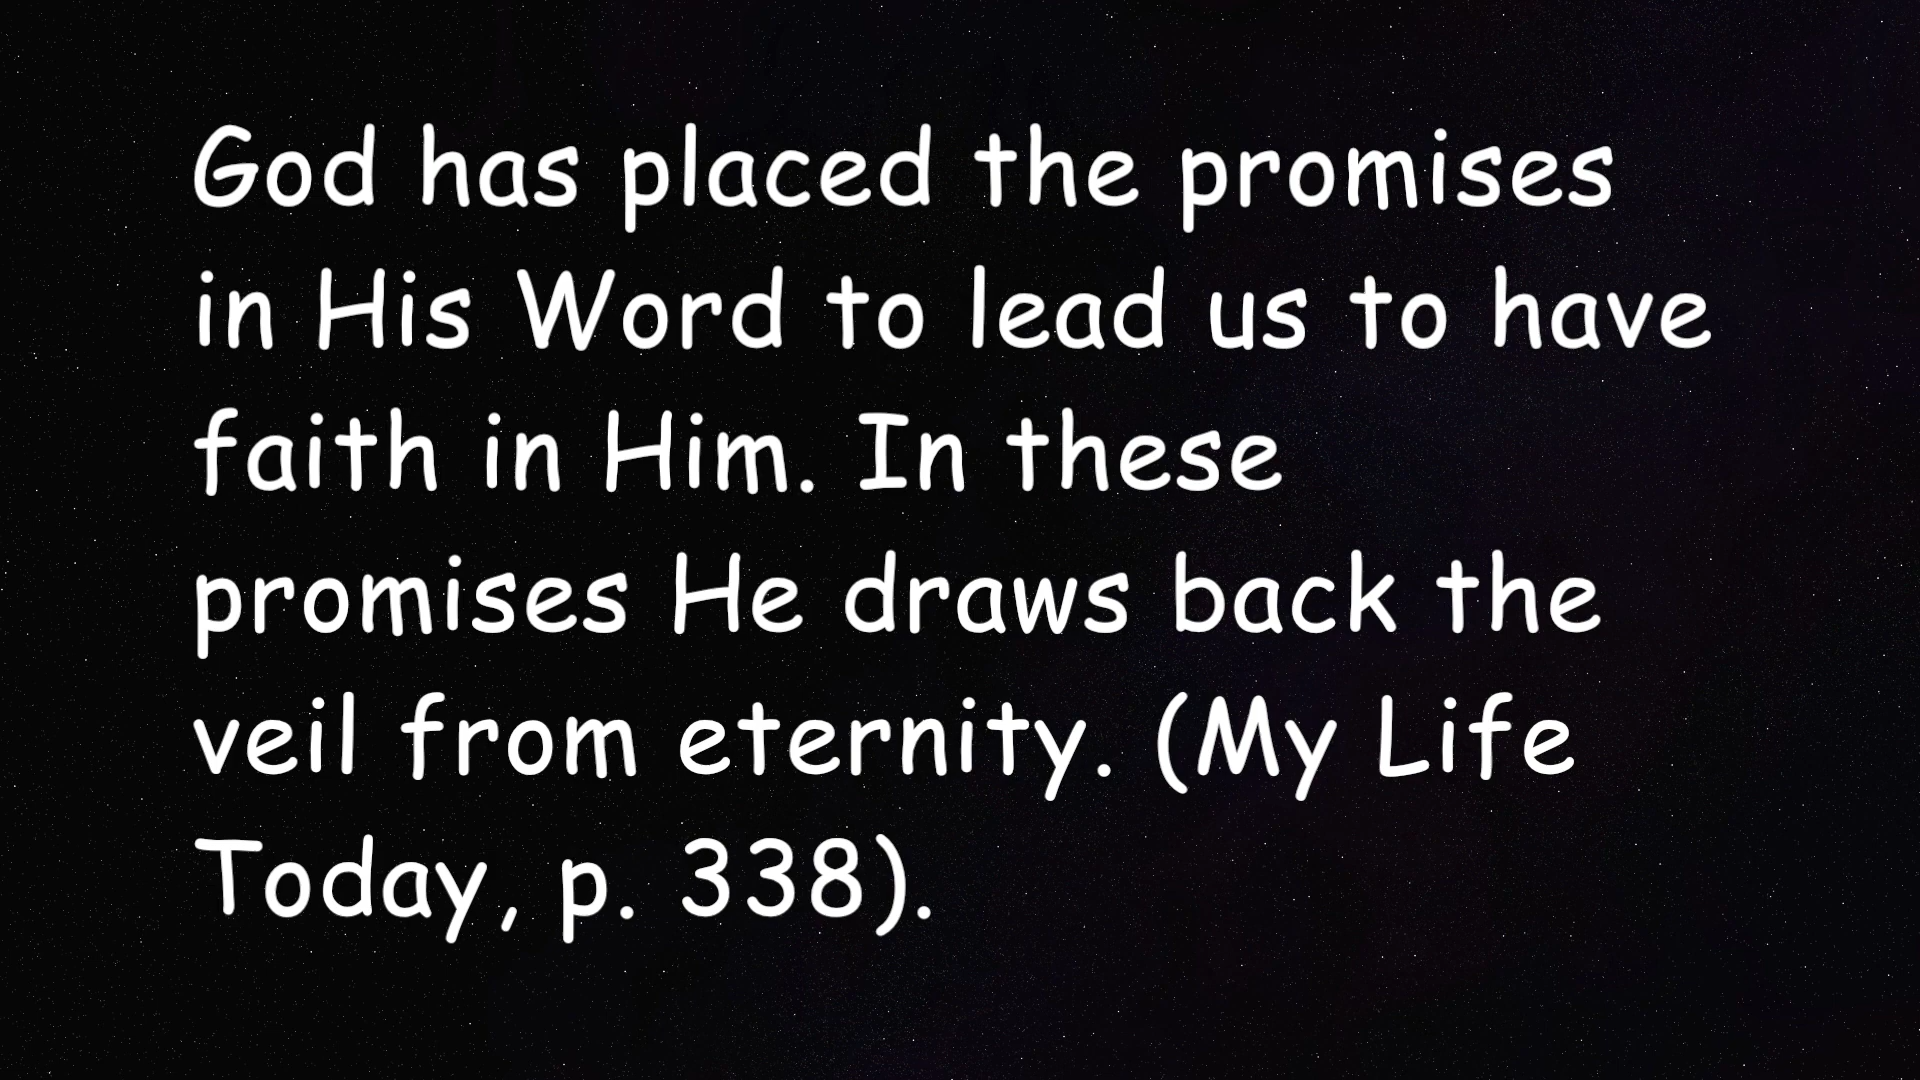 God has placed the promises
in His Word to lead us to have
faith in Him. In these
promises He draws back the
veil from eternity. (My Life
Today, p. 338).